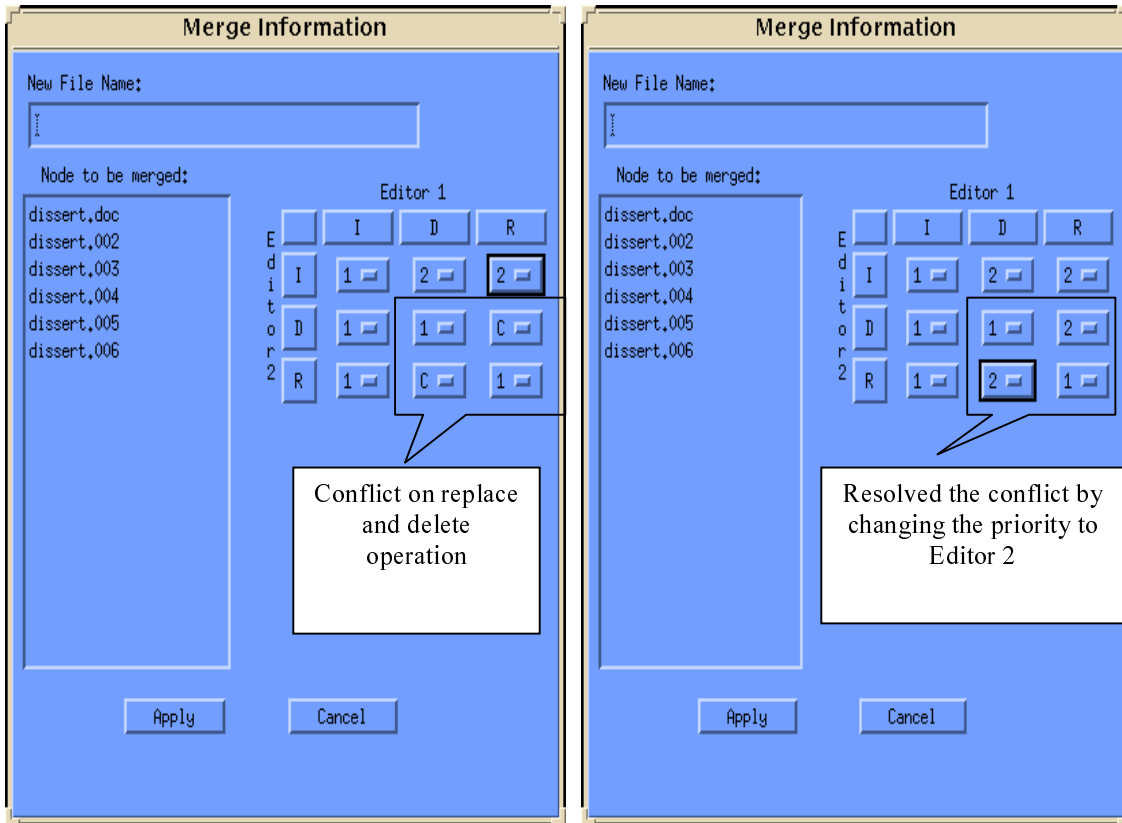 Merge Information
New File Name:
Node to be merged:
dissert.doc
dissert.002
dissert.003
dissert.004
dissert.005
dissert.006
Editor 1
Editor2
I D R
I 1 2 2
D 1 1 C
R 1 C 1
Conflict on replace
and delete
operation
Apply Cancel
Merge Information
New File Name:
Node to be merged:
dissert.doc
dissert.002
dissert.003
dissert.004
dissert.005
dissert.006
Editor 1
Editor2
I D R
I 1 2 2
D 1 1 2
R 1 2 1
Resolved the conflict by
changing the priority to
Editor 2
Apply Cancel